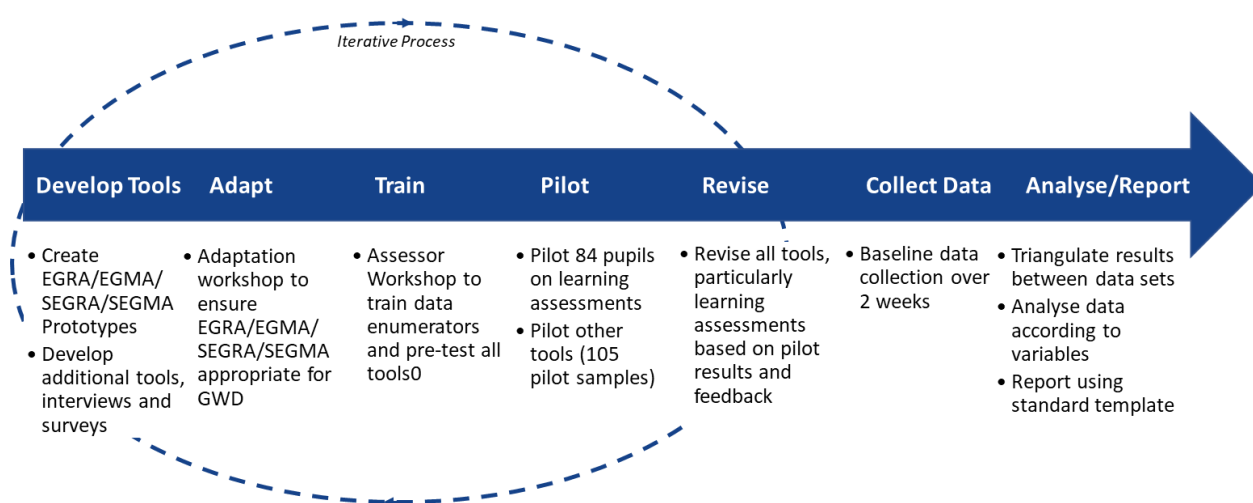 Iterative Process
Develop Tools
Adapt
Train
Pilot
Revise
Collect Data
Analyse/Report
• Create
EGRA/EGMA/
SEGRA/SEGMA
Prototypes
• Develop
additional tools,
interviews and
surveys
• Adaptation
workshop to
ensure
EGRA/EGMA/
SEGRA/SEGMA
appropriate for
GWD
• Assessor
Workshop to
train data
enumerators
and pre-test all
tools0
• Pilot 84 pupils
on learning
assessments
• Pilot other
tools (105
pilot samples)
• Revise all tools,
particularly
learning
assessments
based on pilot
results and
feedback
• Baseline data
collection over
2 weeks
• Triangulate results
between data sets
• Analyse data
according to
variables
• Report using
standard template